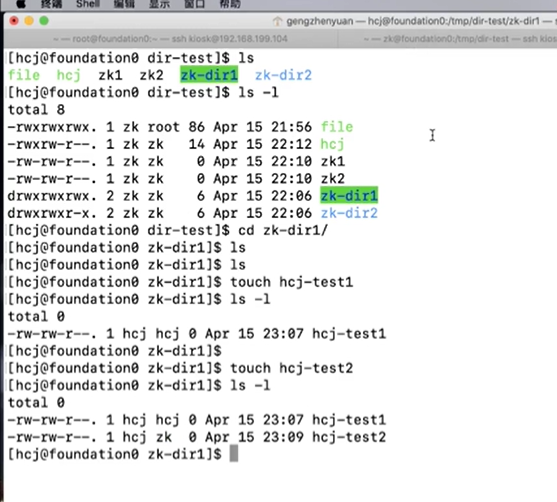 终端 Shell 编辑 显示 窗口 帮助
gengzhenyuan — hcj@foundation0:/tmp/dir-test/zk-dir1 — ss
~ — root@foundation0:~ — ssh kiosk@192.168.199.104
~ — zk@foundation0:/tmp/dir-test — ssh kios
[hcj@foundation0 dir-test]$ ls
file hcj zk1 zk2 zk-dir1 zk-dir2
[hcj@foundation0 dir-test]$ ls -l
total 8
-rwxrwxrwx. 1 zk root 86 Apr 15 21:56 file
-rwxrw-r--. 1 zk zk 14 Apr 15 22:12 hcj
-rw-rw-r--. 1 zk zk 0 Apr 15 22:10 zk1
-rw-rw-r--. 1 zk zk 0 Apr 15 22:10 zk2
drwxrwxrwx. 2 zk zk 6 Apr 15 22:06 zk-dir1
drwxrwxr-x. 2 zk zk 6 Apr 15 22:06 zk-dir2
[hcj@foundation0 dir-test]$ cd zk-dir1/
[hcj@foundation0 zk-dir1]$ ls
[hcj@foundation0 zk-dir1]$ ls
[hcj@foundation0 zk-dir1]$ touch hcj-test1
[hcj@foundation0 zk-dir1]$ ls -l
total 0
-rw-rw-r--. 1 hcj hcj 0 Apr 15 23:07 hcj-test1
[hcj@foundation0 zk-dir1]$
[hcj@foundation0 zk-dir1]$ touch hcj-test2
[hcj@foundation0 zk-dir1]$ ls -l
total 0
-rw-rw-r--. 1 hcj hcj 0 Apr 15 23:07 hcj-test1
-rw-rw-r--. 1 hcj zk 0 Apr 15 23:09 hcj-test2
[hcj@foundation0 zk-dir1]$